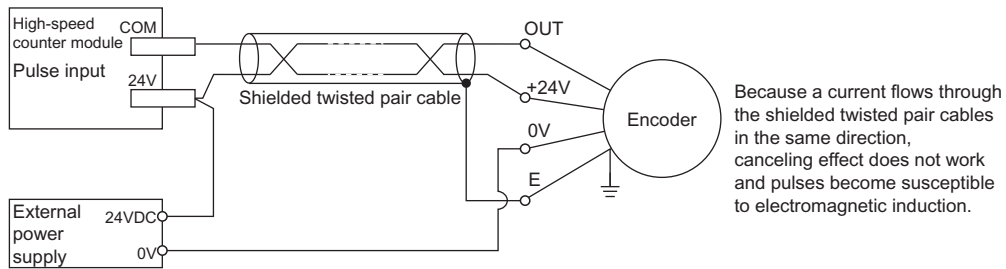 High-speed
counter module
COM
Pulse input
24V
Shielded twisted pair cable
OUT
+24V
0V
E
Encoder
Because a current flows through
the shielded twisted pair cables
in the same direction,
canceling effect does not work
and pulses become susceptible
to electromagnetic induction.
External
power
supply
24VDC
0V